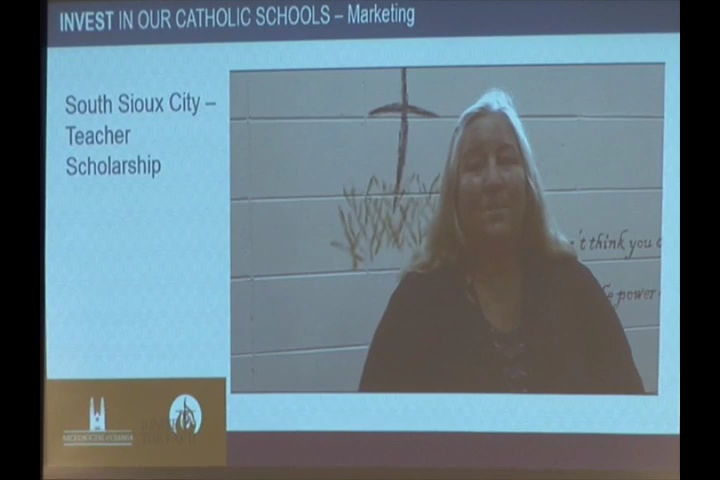 INVEST IN OUR CATHOLIC SCHOOLS – Marketing
South Sioux City –
Teacher
Scholarship
't think you
power